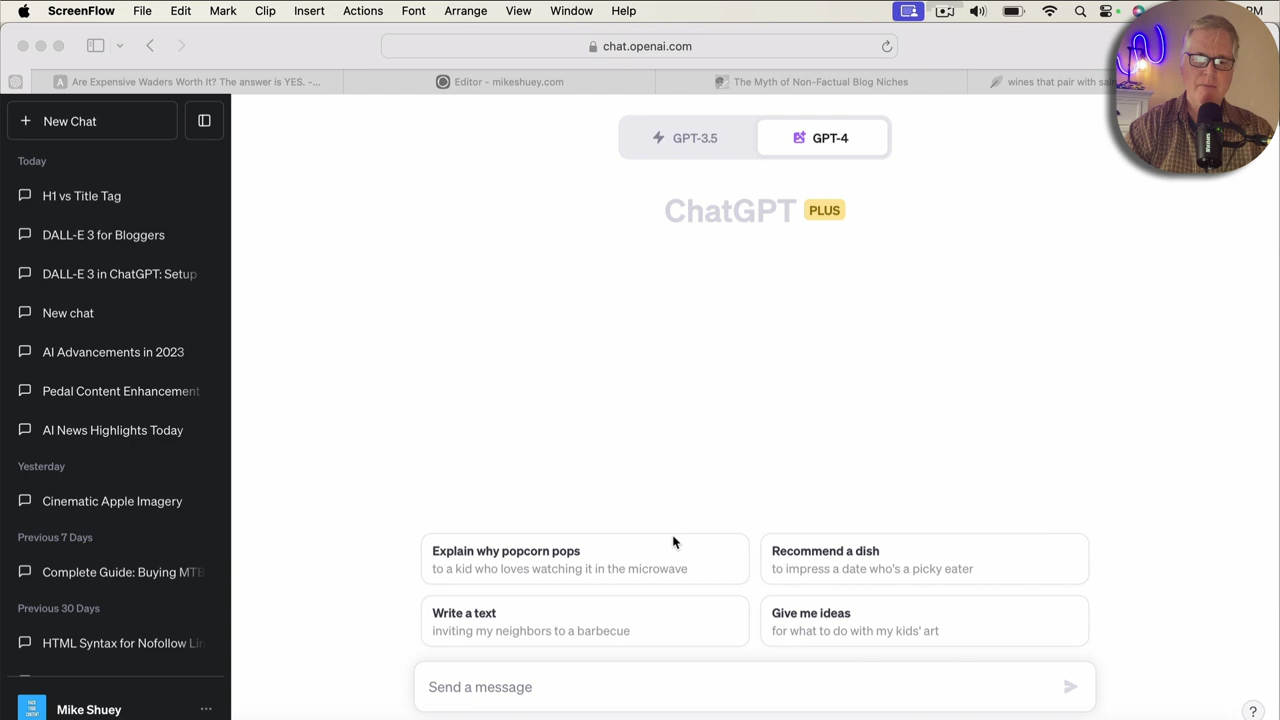 ScreenFlow File Edit Mark Clip Insert Actions Font Arrange View Window Help PM
chat.openai.com
A Are Expensive Waders Worth It? The answer is YES. -... Editor – mikeshuey.com The Myth of Non-Factual Blog Niches wines that pair with
New Chat
GPT-3.5 GPT-4
Today
ChatGPT PLUS
H1 vs Title Tag
DALL-E 3 for Bloggers
DALL-E 3 in ChatGPT: Setup
New chat
AI Advancements in 2023
Pedal Content Enhancement
AI News Highlights Today
Yesterday
Cinematic Apple Imagery
Previous 7 Days
Complete Guide: Buying MTB
Previous 30 Days
HTML Syntax for Nofollow Lin
Explain why popcorn pops
to a kid who loves watching it in the microwave
Recommend a dish
to impress a date who's a picky eater
Write a text
inviting my neighbors to a barbecue
Give me ideas
for what to do with my kids' art
Send a message
Mike Shuey ...
?